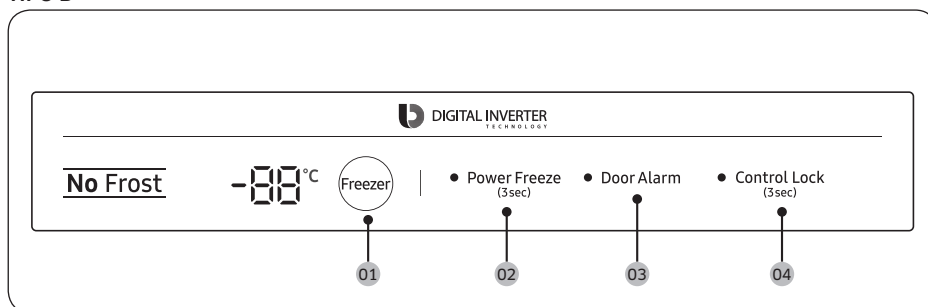 DIGITAL INVERTER
TECHNOLOGY
No Frost
-88°C
Freezer
Power Freeze
(3sec)
Door Alarm
Control Lock
(3sec)
01
02
03
04